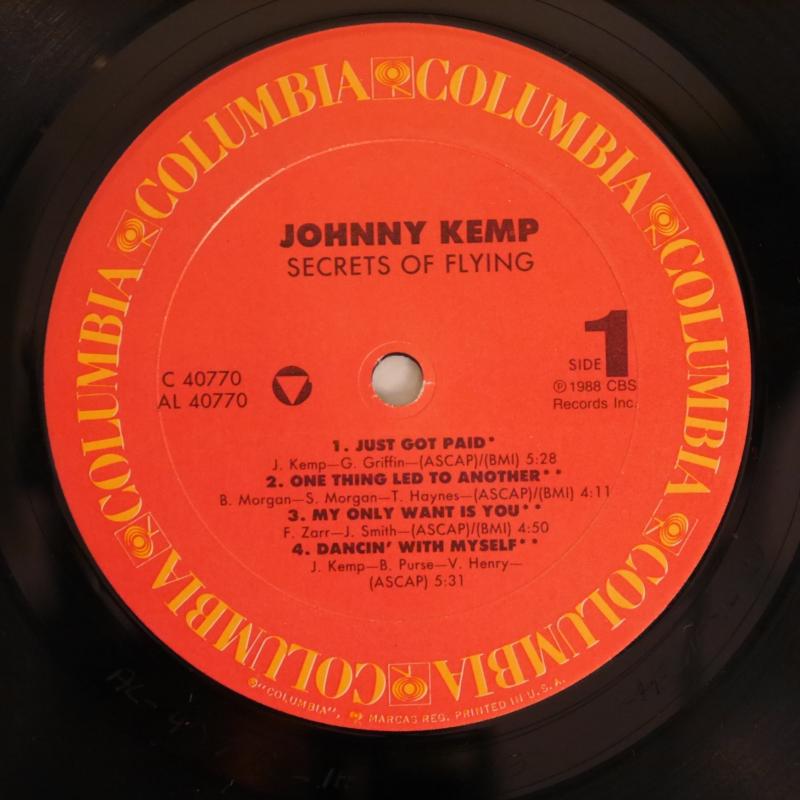 COLUMBIA COLUMBIA COLUMBIA COLUMBIA COLUMBIA COLUMBIA COLUMBIA COLUMBIA
JOHNNY KEMP
SECRETS OF FLYING
C 40770
AL 40770
SIDE 1
℗ 1988 CBS
Records Inc.
1. JUST GOT PAID*
J. Kemp—G. Griffin—(ASCAP)/(BMI) 5:28
2. ONE THING LED TO ANOTHER**
B. Morgan—S. Morgan—T. Haynes—(ASCAP)/(BMI) 4:11
3. MY ONLY WANT IS YOU**
F. Zarr—J. Smith—(ASCAP)/(BMI) 4:50
4. DANCIN' WITH MYSELF**
J. Kemp—B. Purse—V. Henry—
(ASCAP) 5:31
®"COLUMBIA", MARCAS REG. PRINTED IN U.S.A.